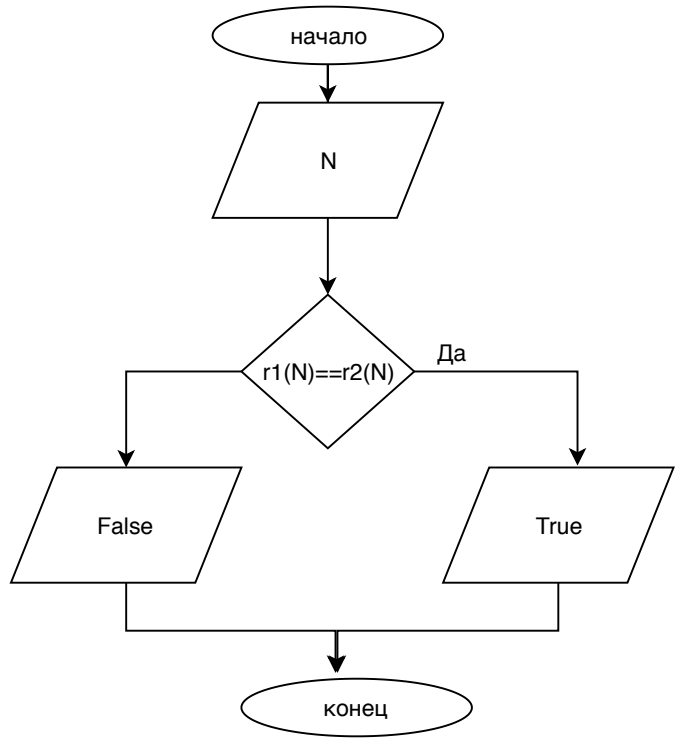 начало
N
r1(N)==r2(N)
Да
False
True
конец